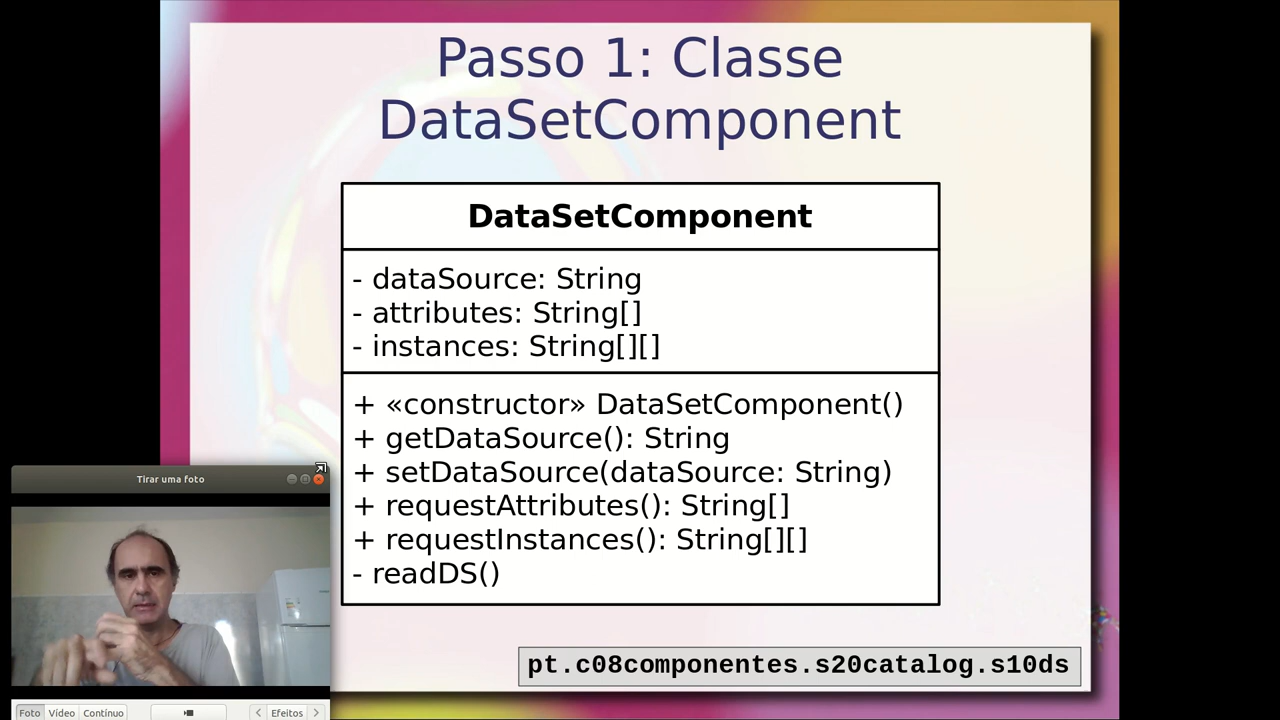 Passo 1: Classe
DataSetComponent
DataSetComponent
- dataSource: String
- attributes: String[]
- instances: String[][]
+ «constructor» DataSetComponent()
+ getDataSource(): String
+ setDataSource(dataSource: String)
+ requestAttributes(): String[]
+ requestInstances(): String[][]
- readDS()
pt.c08componentes.s20catalog.s10ds
Tirar uma foto
Foto Vídeo Contínuo Efeitos